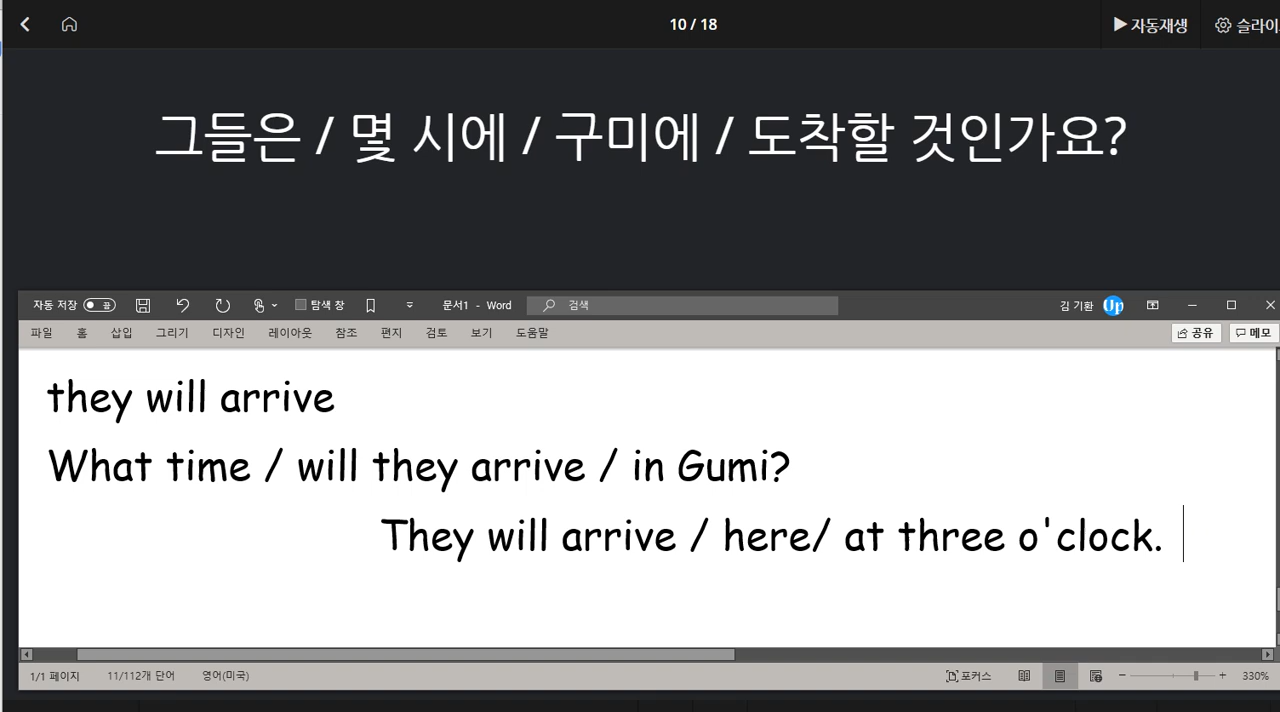 10 / 18
▶ 자동재생
슬라이
그들은 / 몇 시에 / 구미에 / 도착할 것인가요?
자동 저장 끔 탐색 창 문서1 - Word 검색 김 기환
파일 홈 삽입 그리기 디자인 레이아웃 참조 편지 검토 보기 도움말 공유 메모
they will arrive
What time / will they arrive / in Gumi?
They will arrive / here/ at three o'clock.
1/1 페이지 11/112개 단어 영어(미국) 포커스 - + 330%